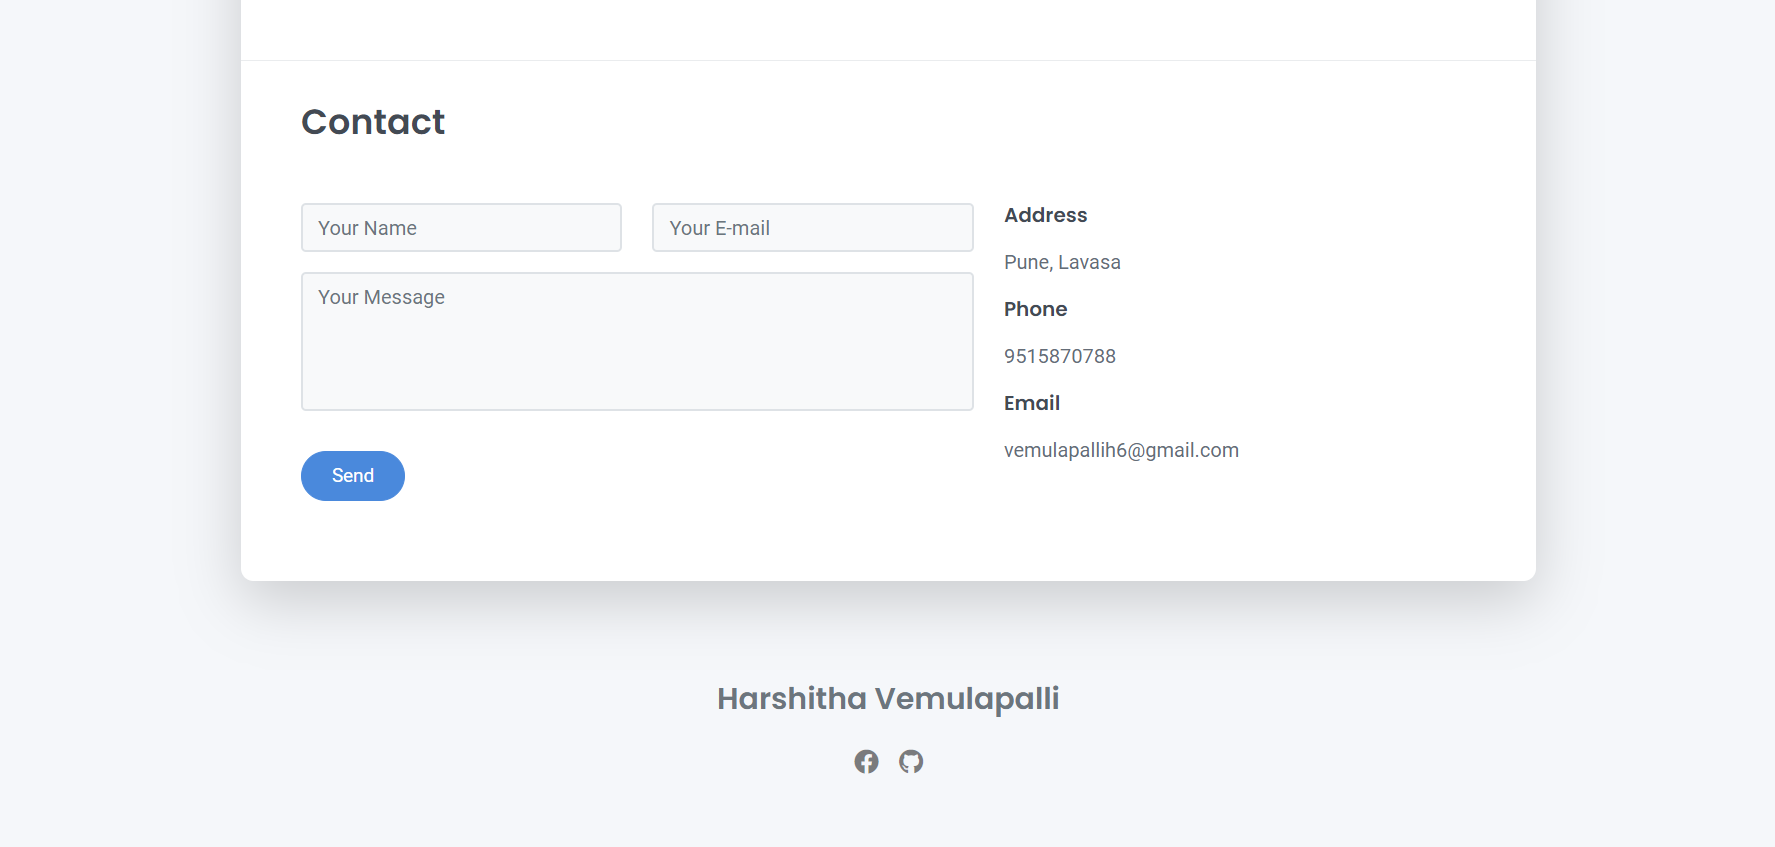 Contact
Your Name
Your E-mail
Your Message
Send
Address
Pune, Lavasa
Phone
9515870788
Email
vemulapallih6@gmail.com
Harshitha Vemulapalli